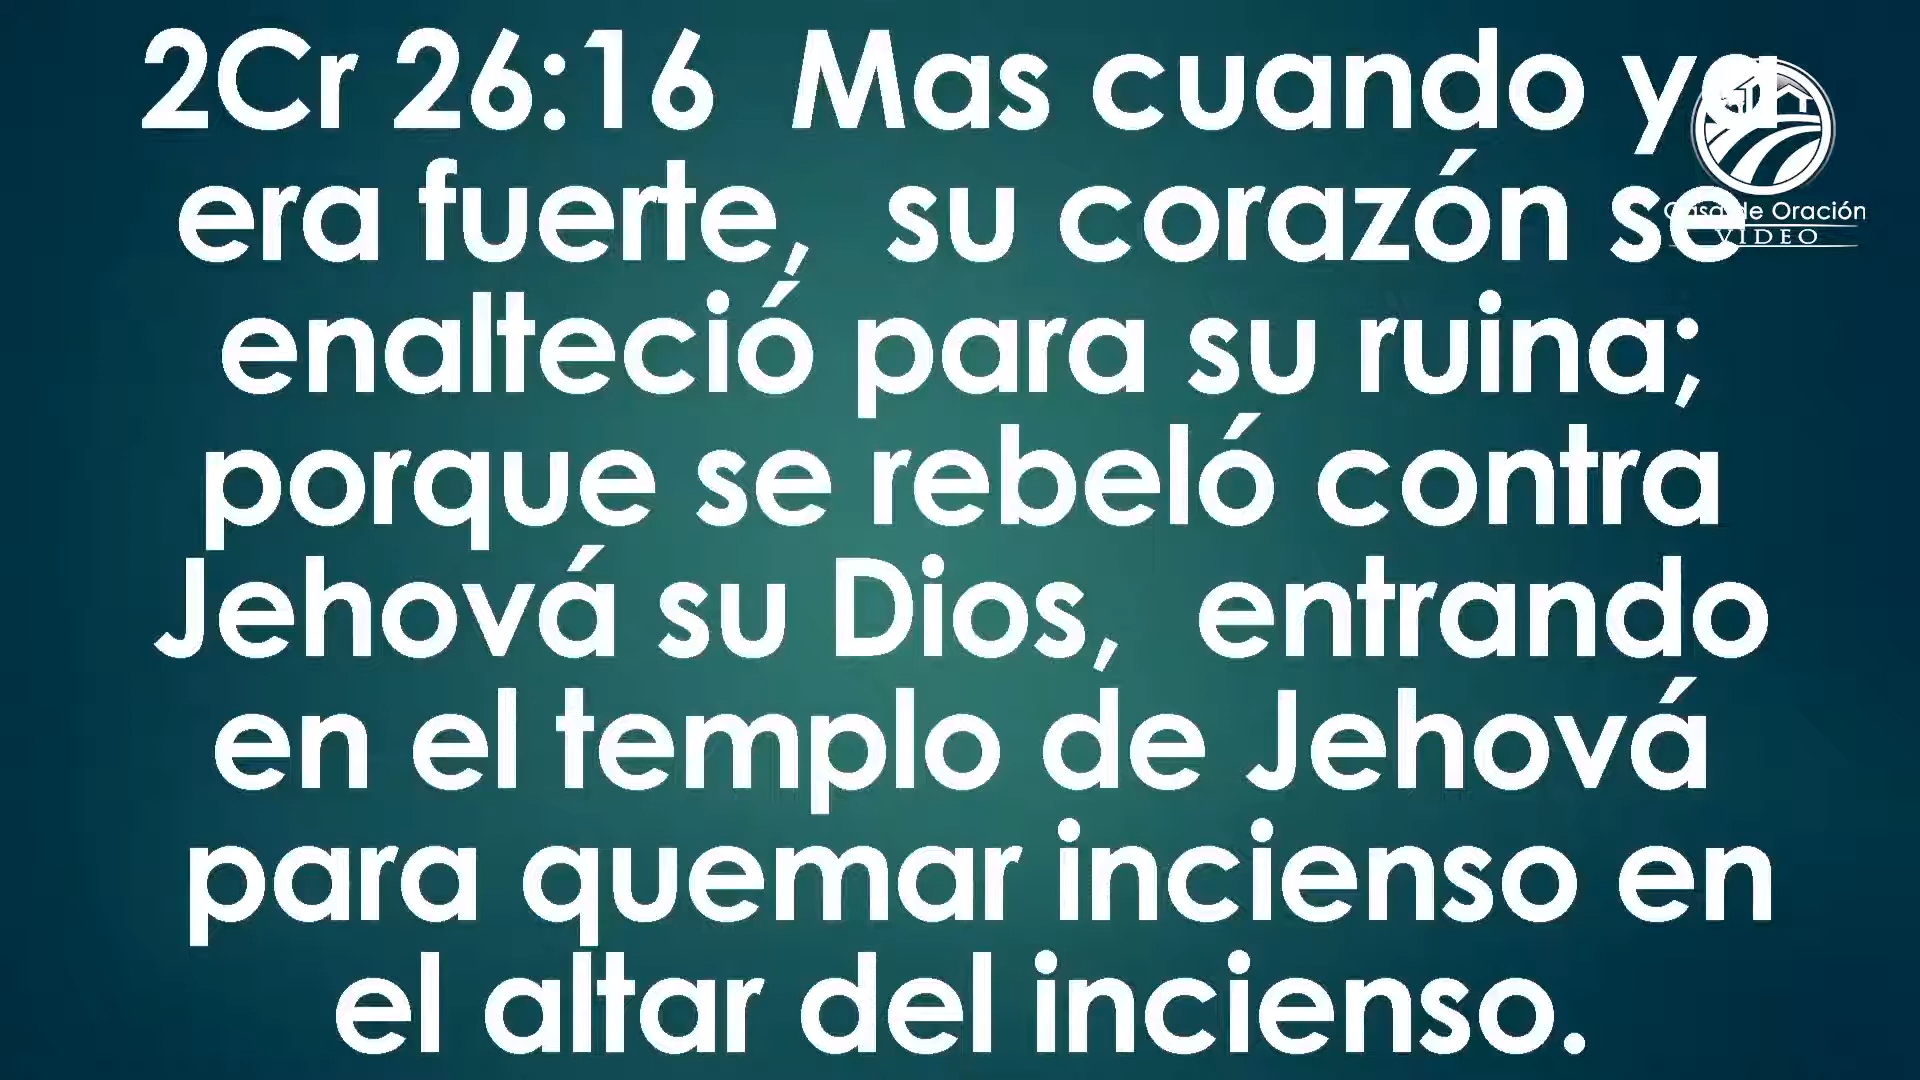 2Cr 26:16 Mas cuando ya
era fuerte, su corazón se
enalteció para su ruina;
porque se rebeló contra
Jehová su Dios, entrando
en el templo de Jehová
para quemar incienso en
el altar del incienso.
Casa de Oración
VIDEO